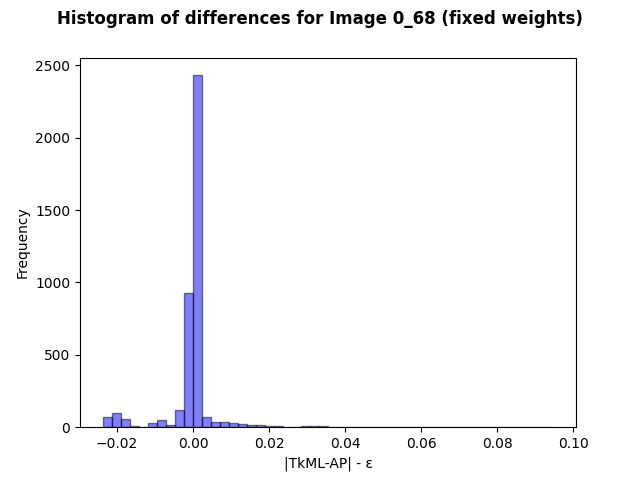 Histogram of differences for Image 0_68 (fixed weights)
2500
2000
1500
1000
500
0
Frequency
−0.02 0.00 0.02 0.04 0.06 0.08 0.10
|TkML-AP| - ε